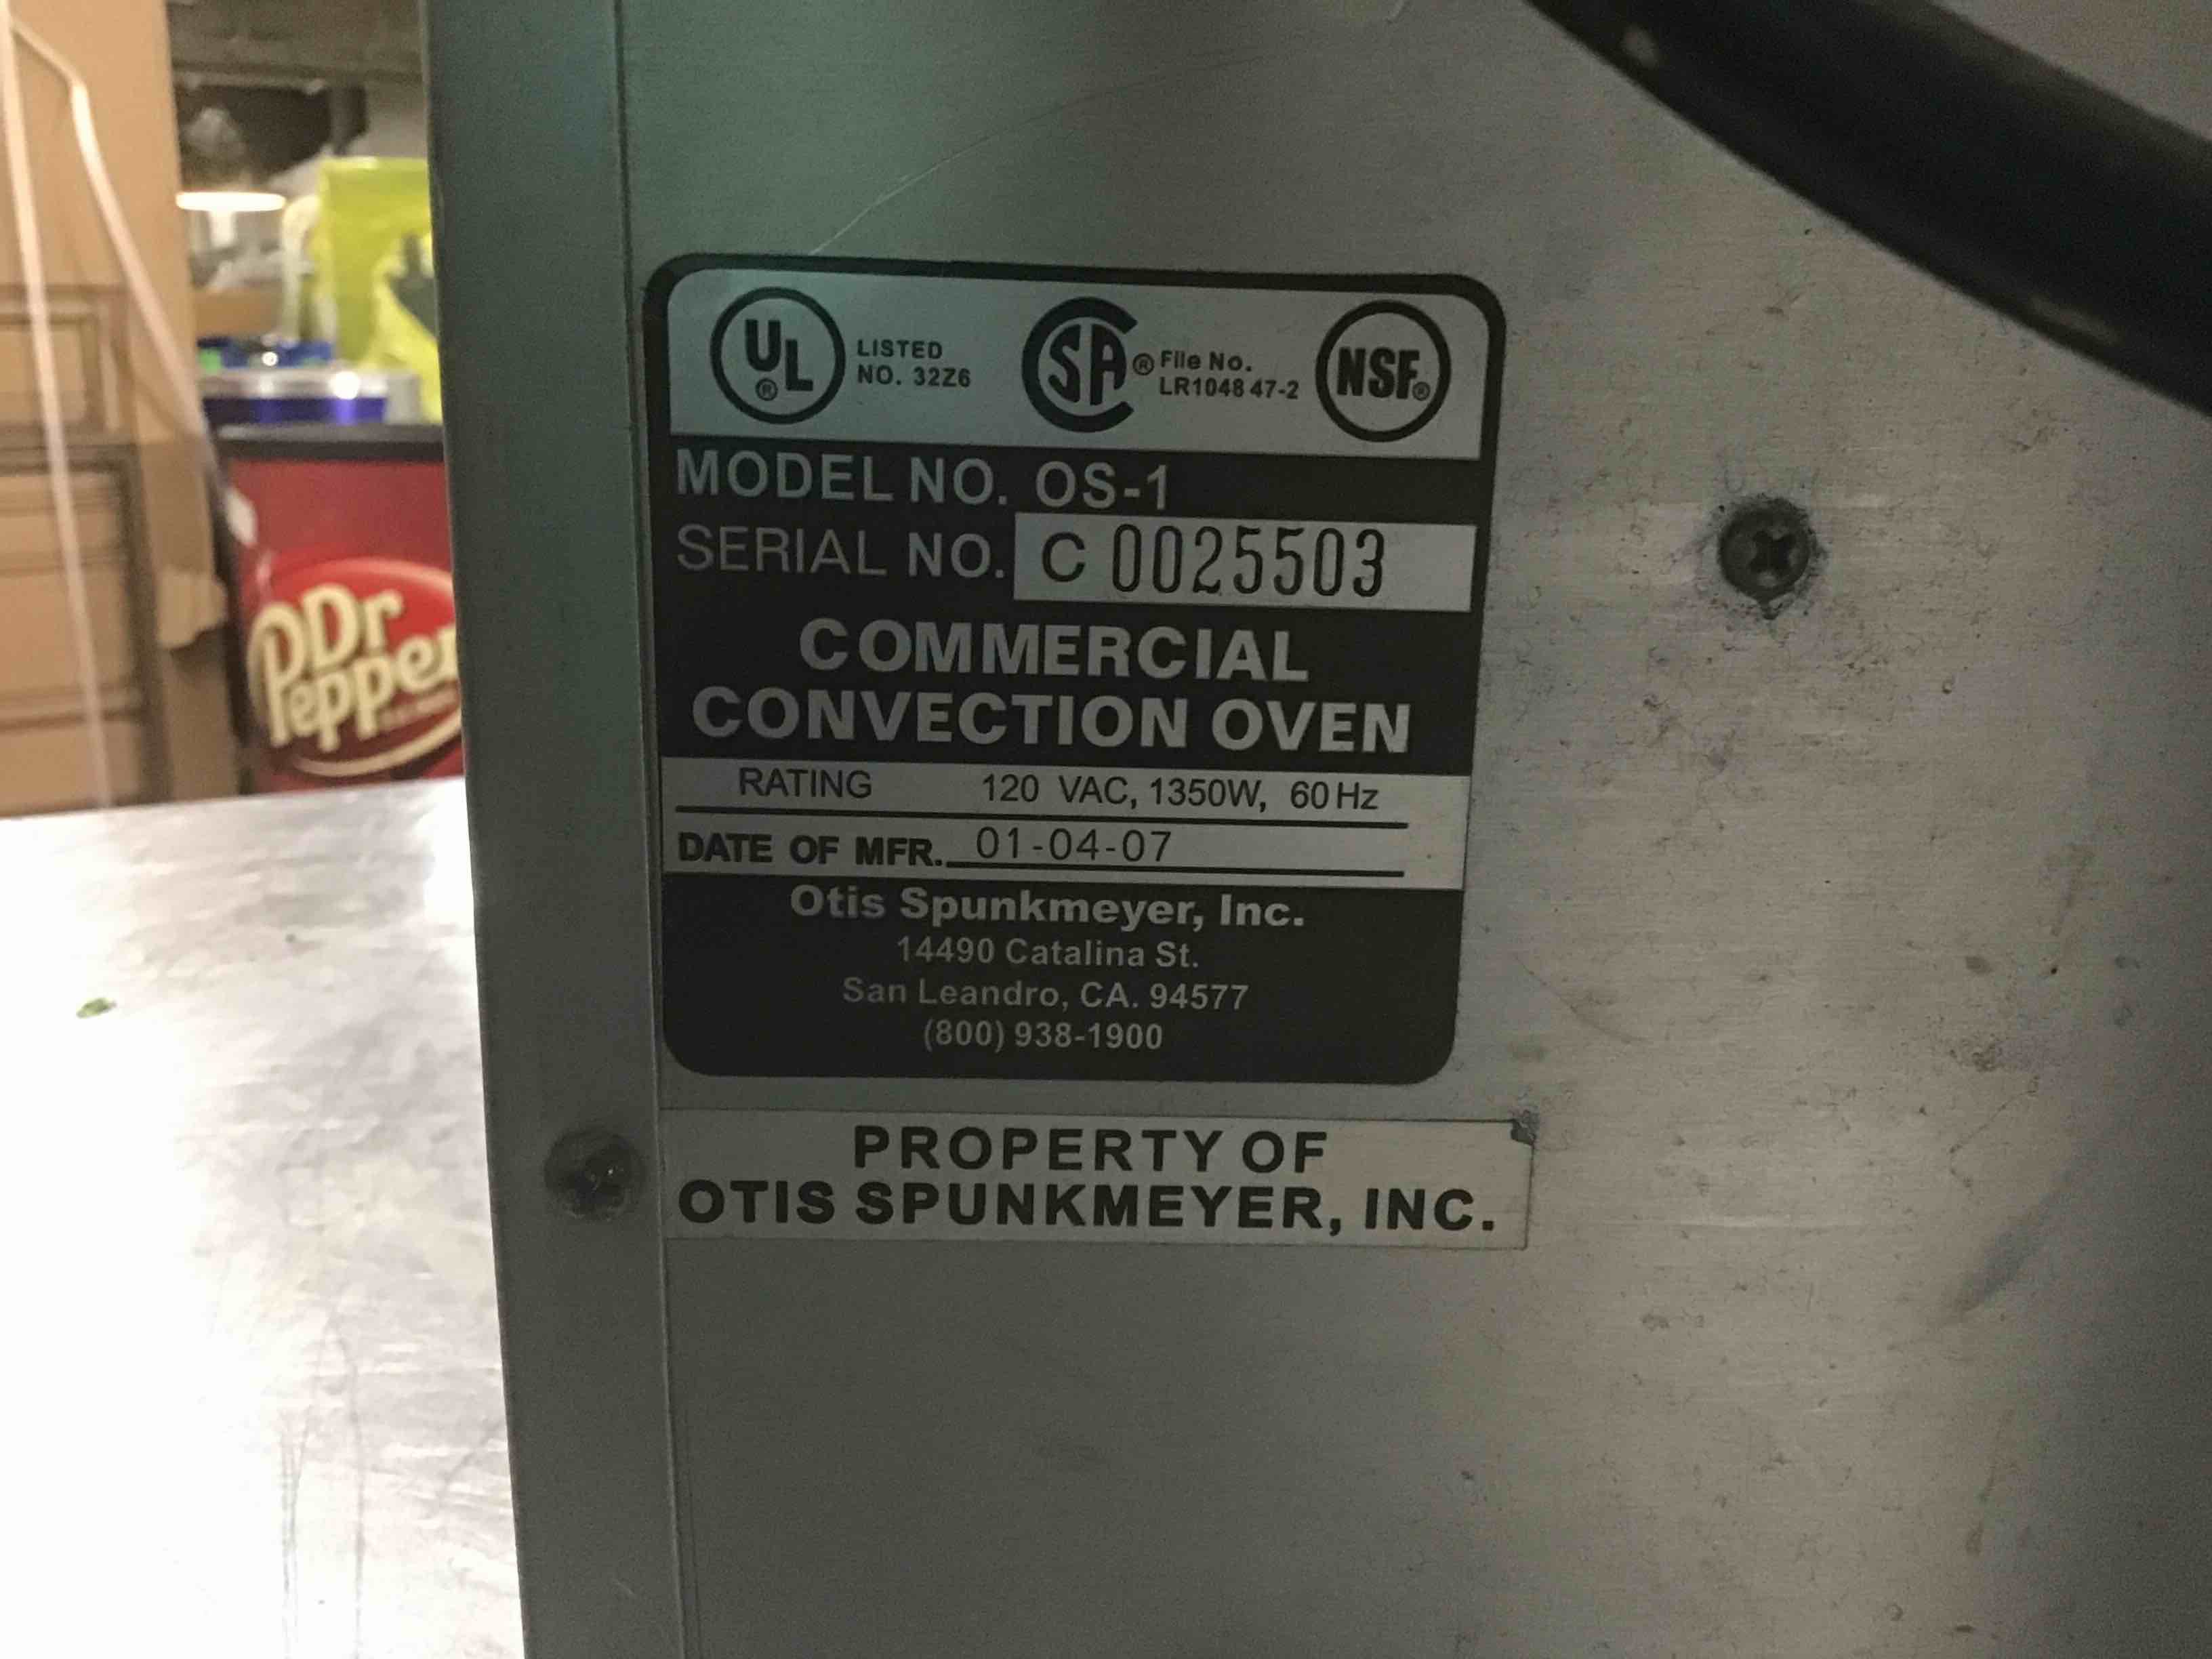 UL
®
LISTED
NO. 32Z6
SA ® File No.
LR1048 47-2
NSF®
MODEL NO. OS-1
SERIAL NO. C 0025503
COMMERCIAL
CONVECTION OVEN
RATING 120 VAC, 1350W, 60 Hz
DATE OF MFR. 01-04-07
Otis Spunkmeyer, Inc.
14490 Catalina St.
San Leandro, CA. 94577
(800) 938-1900
PROPERTY OF
OTIS SPUNKMEYER, INC.
Dr
Pepper